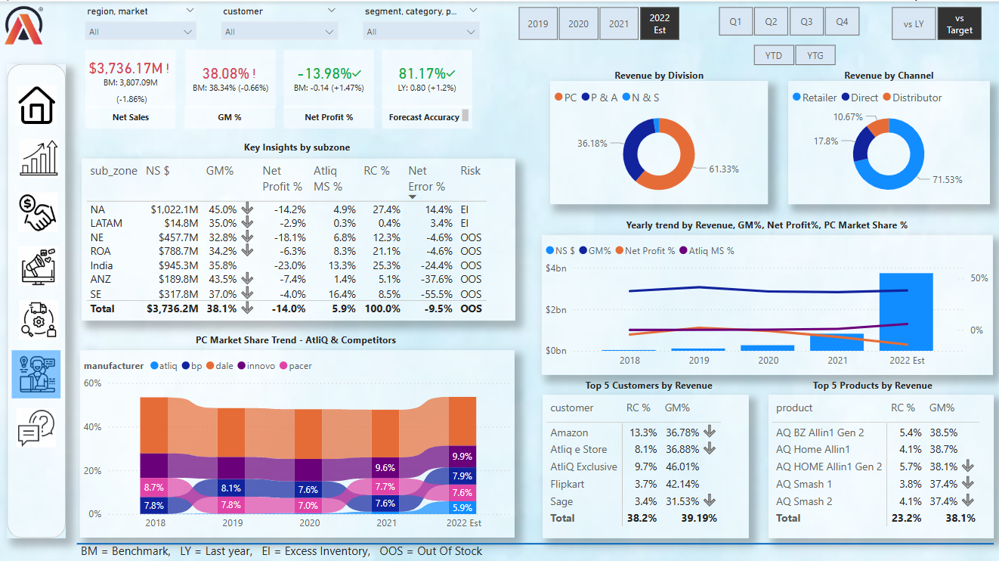 region, market
customer
segment, category, p...
All
All
All
2019
2020
2021
2022 Est
Q1
Q2
Q3
Q4
vs LY
vs Target
YTD
YTG
$3,736.17M !
BM: 3,807.09M
(-1.86%)
Net Sales
38.08% !
BM: 38.34% (-0.66%)
GM %
-13.98%✓
BM: -0.14 (+1.47%)
Net Profit %
81.17%✓
LY: 0.80 (+1.2%)
Forecast Accuracy
Revenue by Division
PC P & A N & S
36.18%
61.33%
Revenue by Channel
Retailer Direct Distributor
10.67%
17.8%
71.53%
Key Insights by subzone
sub_zone NS $ GM% Net Profit % Atliq MS % RC % Net Error % Risk
NA $1,022.1M 45.0% -14.2% 4.9% 27.4% 14.4% EI
LATAM $14.8M 35.0% -2.9% 0.3% 0.4% 3.4% EI
NE $457.7M 32.8% -18.1% 6.8% 12.3% -4.6% OOS
ROA $788.7M 34.2% -6.3% 8.3% 21.1% -4.6% OOS
India $945.3M 35.8% -23.0% 13.3% 25.3% -24.4% OOS
ANZ $189.8M 43.5% -7.4% 1.4% 5.1% -37.6% OOS
SE $317.8M 37.0% -4.0% 16.4% 8.5% -55.5% OOS
Total $3,736.2M 38.1% -14.0% 5.9% 100.0% -9.5% OOS
Yearly trend by Revenue, GM%, Net Profit%, PC Market Share %
NS $ GM% Net Profit % Atliq MS %
$4bn
$2bn
$0bn
50%
0%
2018 2019 2020 2021 2022 Est
PC Market Share Trend - AtliQ & Competitors
manufacturer atliq bp dale innovo pacer
60%
40%
20%
0%
8.7%
7.8%
8.1%
7.8%
7.6%
7.0%
9.6%
7.7%
7.6%
9.9%
7.9%
7.6%
5.9%
2018 2019 2020 2021 2022 Est
Top 5 Customers by Revenue
customer RC % GM%
Amazon 13.3% 36.78%
Atliq e Store 8.1% 36.88%
AtliQ Exclusive 9.7% 46.01%
Flipkart 3.7% 42.14%
Sage 3.4% 31.53%
Total 38.2% 39.19%
Top 5 Products by Revenue
product RC % GM%
AQ BZ Allin1 Gen 2 5.4% 38.5%
AQ Home Allin1 4.1% 38.7%
AQ HOME Allin1 Gen 2 5.7% 38.1%
AQ Smash 1 3.8% 37.4%
AQ Smash 2 4.1% 37.4%
Total 23.2% 38.1%
BM = Benchmark, LY = Last year, EI = Excess Inventory, OOS = Out Of Stock